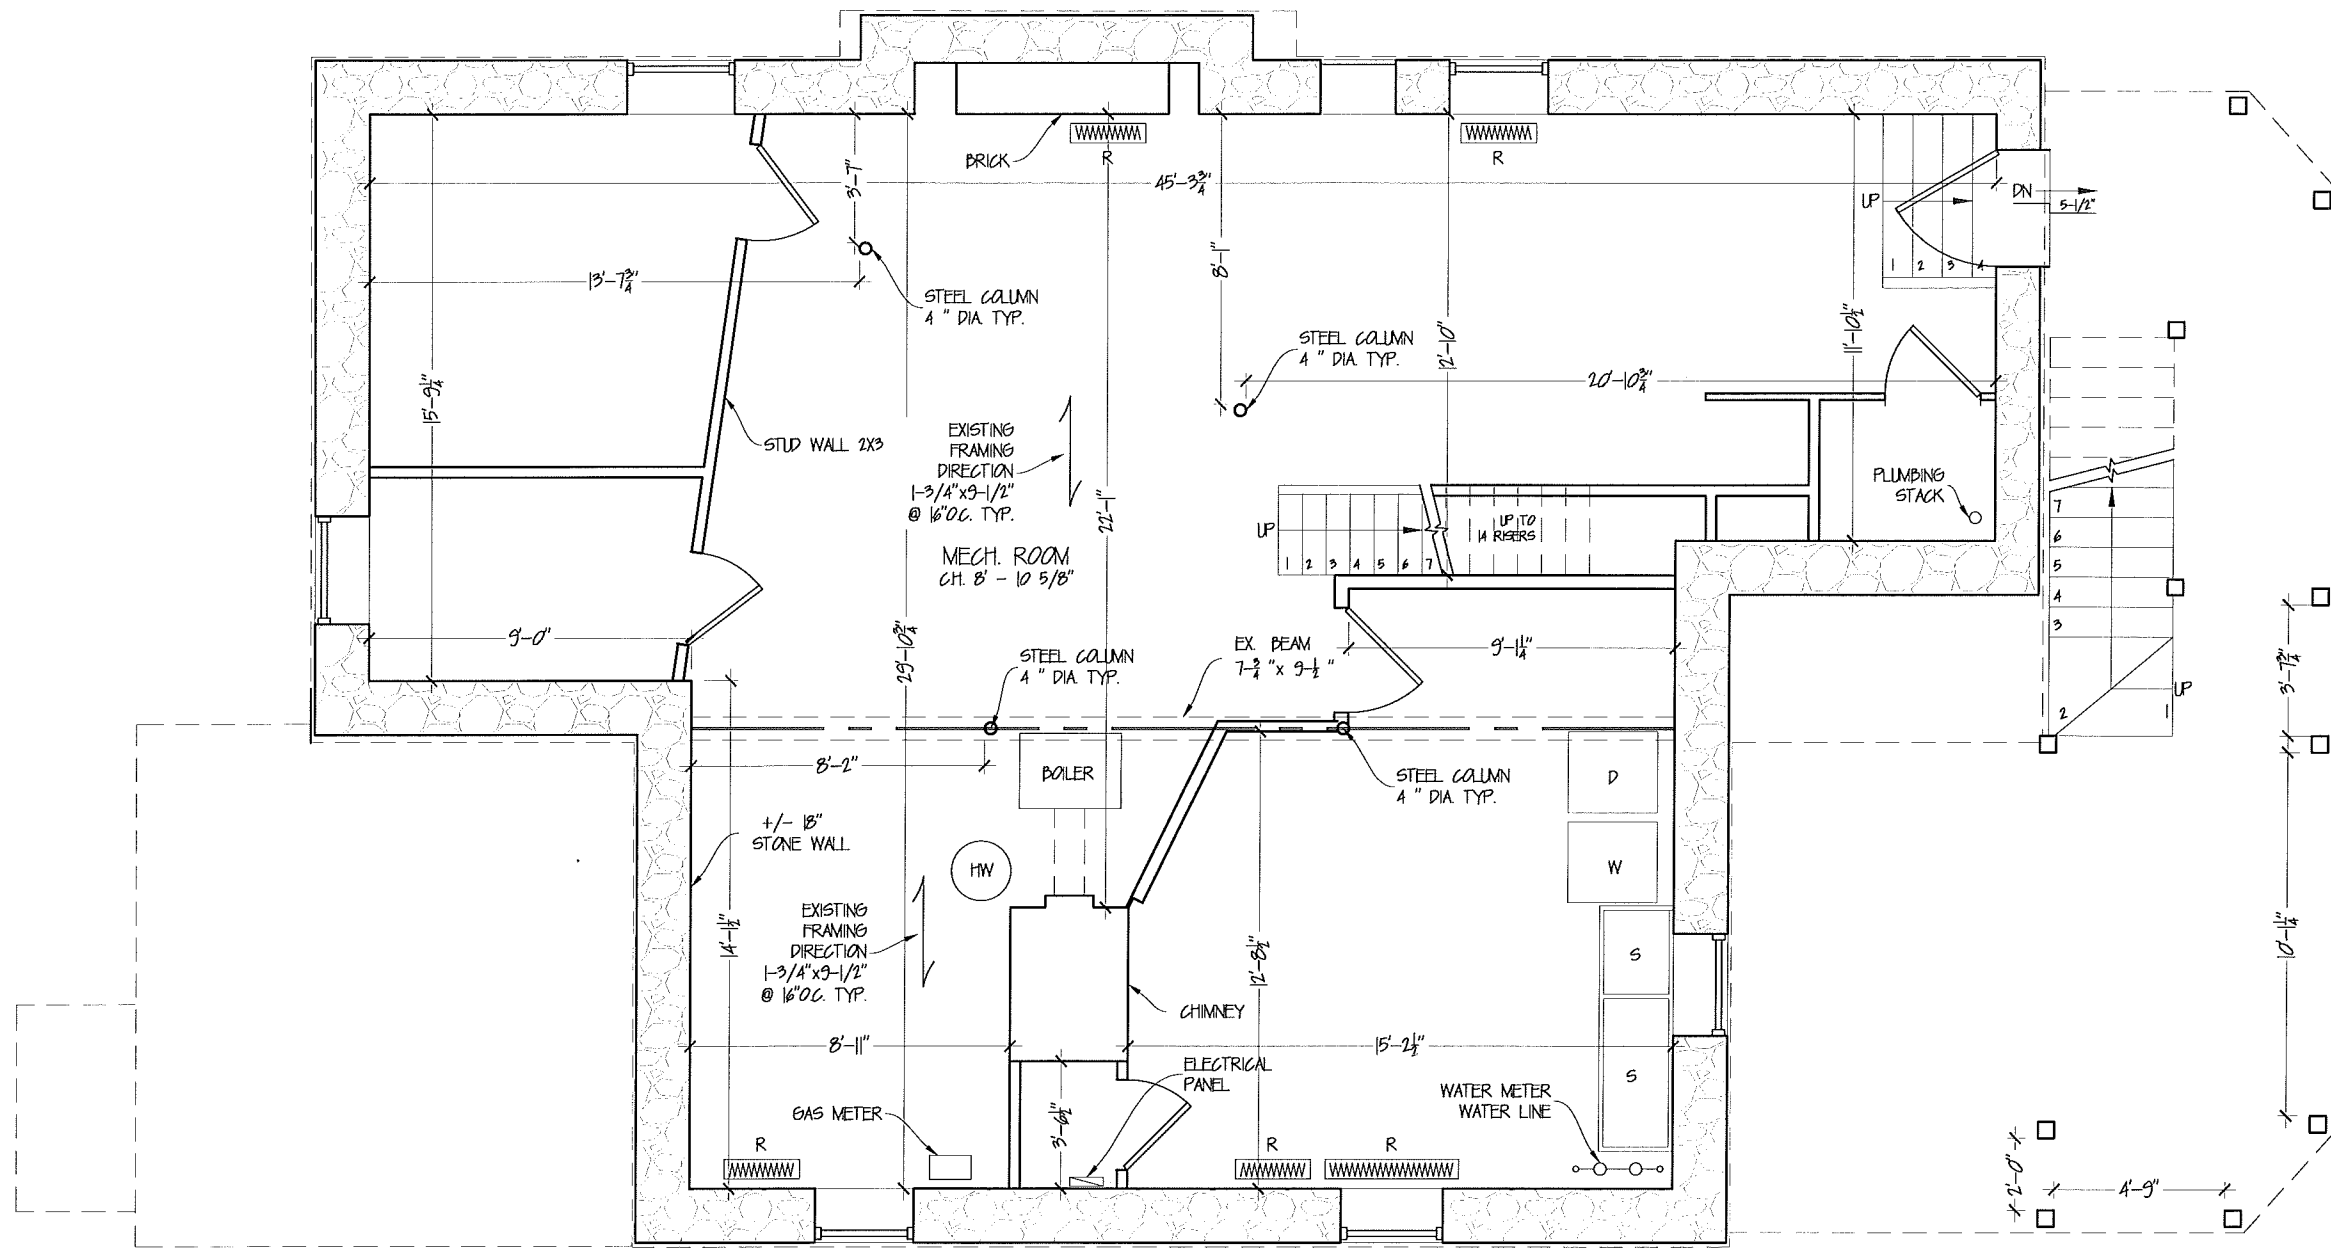 BRICK
R
R
3'-7"
45'-3 3/4"
UP
DN
5-1/2"
1 2 3 4
8'-1"
13'-7 3/4"
STEEL COLUMN
4 " DIA. TYP.
STEEL COLUMN
4 " DIA. TYP.
12'-10"
11'-10 1/2"
20'-10 3/4"
15'-9 1/4"
STUD WALL 2X3
EXISTING
FRAMING
DIRECTION
1-3/4"x9-1/2"
@ 16"O.C. TYP.
22'-1"
PLUMBING
STACK
UP
UP TO
14 RISERS
1 2 3 4 5 6 7
MECH. ROOM
CH. 8' - 10 5/8"
7
6
5
4
3
2
1
UP
9'-0"
29'-10 3/4"
STEEL COLUMN
4 " DIA. TYP.
EX. BEAM
7-3/4 "x 9-1/2 "
9'-1 1/4"
3'-7 3/4"
8'-2"
BOILER
STEEL COLUMN
4 " DIA. TYP.
D
+/- 18"
STONE WALL
HW
W
14'-1 1/2"
EXISTING
FRAMING
DIRECTION
1-3/4"x9-1/2"
@ 16"O.C. TYP.
12'-8 1/2"
S
10'-1 1/4"
CHIMNEY
8'-11"
15'-2 1/2"
ELECTRICAL
PANEL
S
GAS METER
3'-6 1/2"
WATER METER
WATER LINE
R
R
R
2'-0"
4'-9"